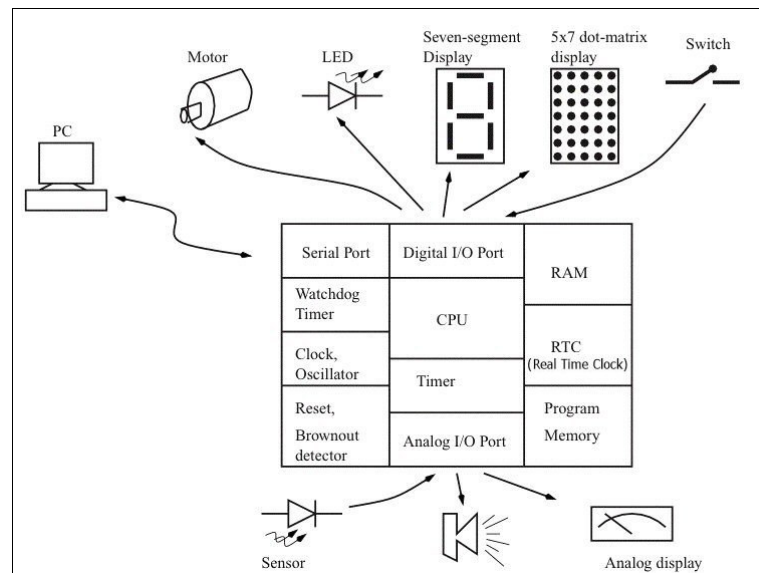 Motor
LED
Seven-segment
Display
5x7 dot-matrix
display
Switch
PC
Serial Port
Digital I/O Port
RAM
Watchdog
Timer
CPU
Clock,
Oscillator
RTC
(Real Time Clock)
Timer
Reset,
Brownout
detector
Program
Memory
Analog I/O Port
Sensor
Analog display